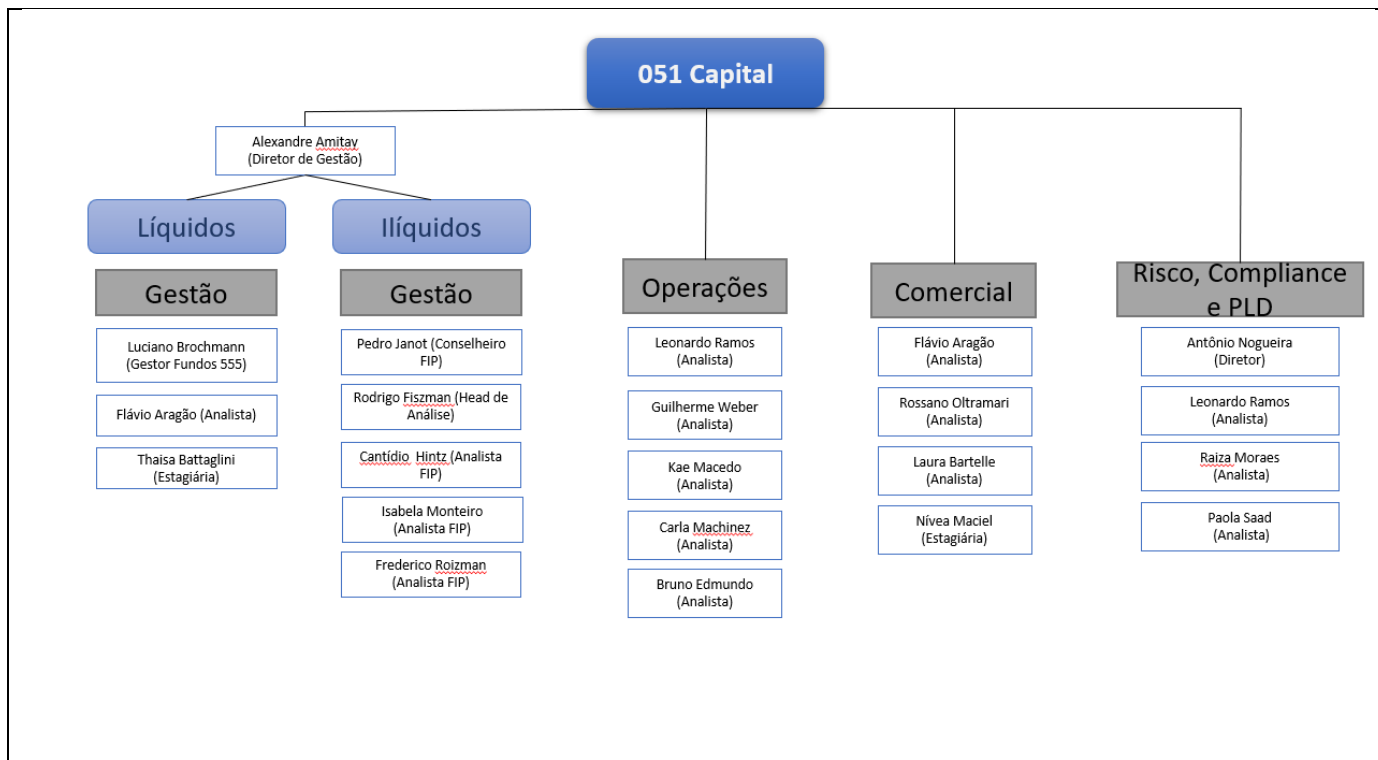 051 Capital
Alexandre Amitay
(Diretor de Gestão)
Líquidos
Gestão
Luciano Brochmann
(Gestor Fundos 555)
Flávio Aragão (Analista)
Thaisa Battaglini
(Estagiária)
Ilíquidos
Gestão
Pedro Janot (Conselheiro
FIP)
Rodrigo Fiszman (Head de
Análise)
Cantídio Hintz (Analista
FIP)
Isabela Monteiro
(Analista FIP)
Frederico Roizman
(Analista FIP)
Operações
Leonardo Ramos
(Analista)
Guilherme Weber
(Analista)
Kae Macedo
(Analista)
Carla Machinez
(Analista)
Bruno Edmundo
(Analista)
Comercial
Flávio Aragão
(Analista)
Rossano Oltramari
(Analista)
Laura Bartelle
(Analista)
Nívea Maciel
(Estagiária)
Risco, Compliance
e PLD
Antônio Nogueira
(Diretor)
Leonardo Ramos
(Analista)
Raiza Moraes
(Analista)
Paola Saad
(Analista)